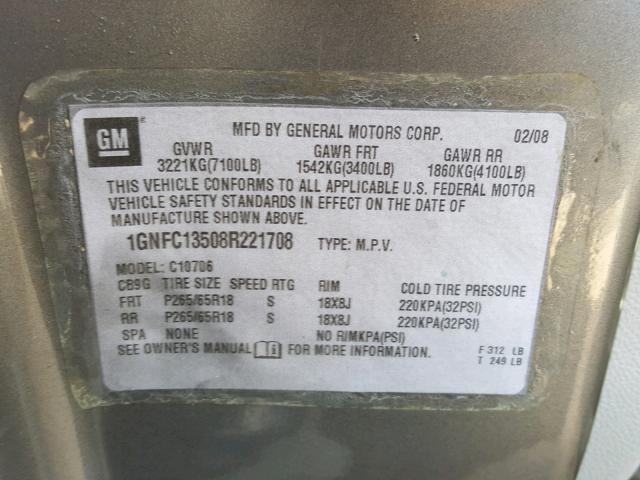 GM
MFD BY GENERAL MOTORS CORP. 02/08
GVWR GAWR FRT GAWR RR
3221KG(7100LB) 1542KG(3400LB) 1860KG(4100LB)
THIS VEHICLE CONFORMS TO ALL APPLICABLE U.S. FEDERAL MOTOR
VEHICLE SAFETY STANDARDS IN EFFECT ON THE DATE OF
MANUFACTURE SHOWN ABOVE.
1GNFC13508R221708 TYPE: M.P.V.
MODEL: C10706
CB9G TIRE SIZE SPEED RTG RIM COLD TIRE PRESSURE
FRT P265/65R18 S 18X8J 220KPA(32PSI)
RR P265/65R18 S 18X8J 220KPA(32PSI)
SPA NONE NO RIMKPA(PSI)
SEE OWNER'S MANUAL FOR MORE INFORMATION. F 312 LB
T 249 LB